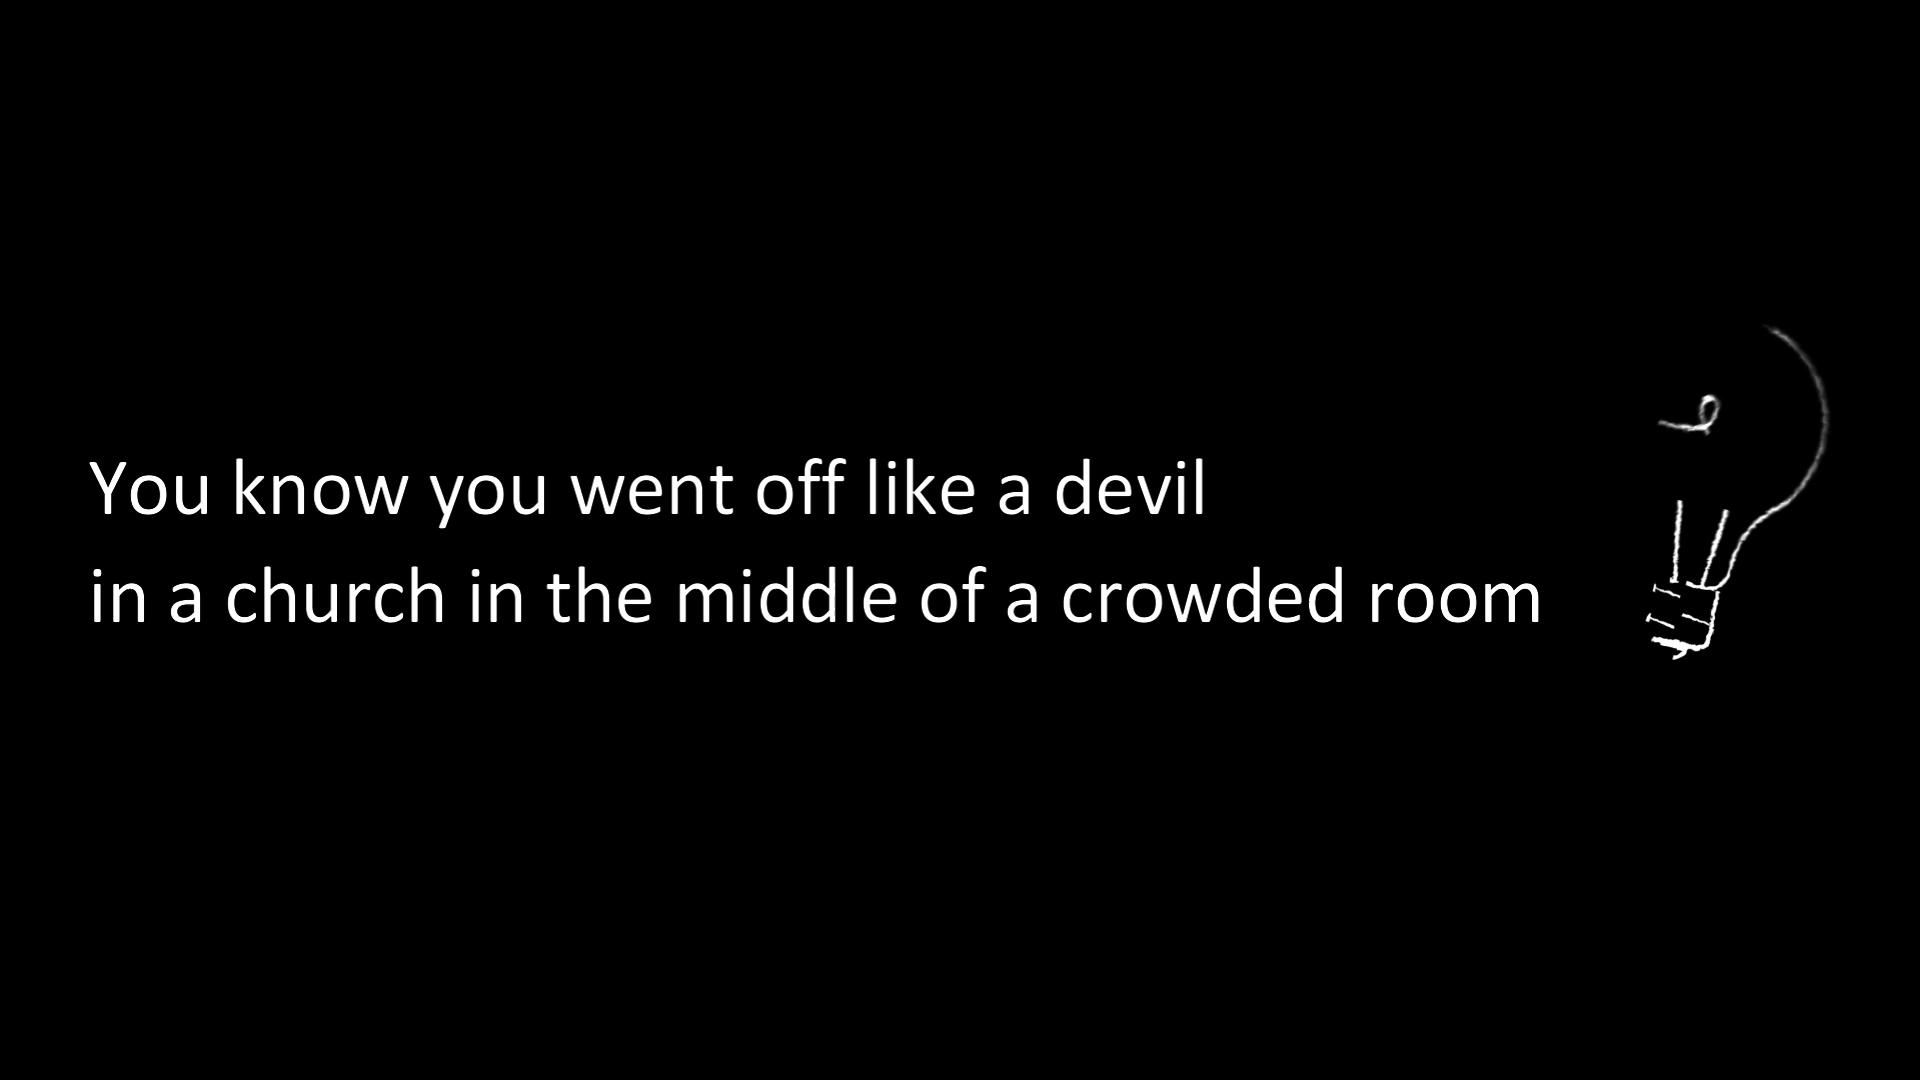 You know you went off like a devil
in a church in the middle of a crowded room